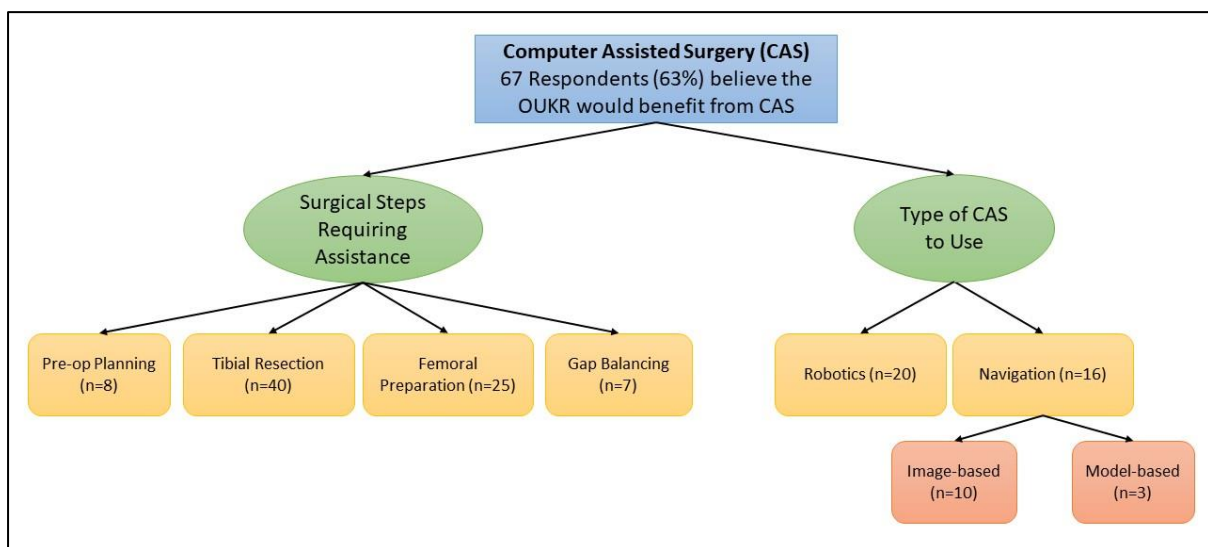 Computer Assisted Surgery (CAS)
67 Respondents (63%) believe the
OUKR would benefit from CAS
Surgical Steps
Requiring
Assistance
Type of CAS
to Use
Pre-op Planning
(n=8)
Tibial Resection
(n=40)
Femoral
Preparation (n=25)
Gap Balancing
(n=7)
Robotics (n=20)
Navigation (n=16)
Image-based
(n=10)
Model-based
(n=3)